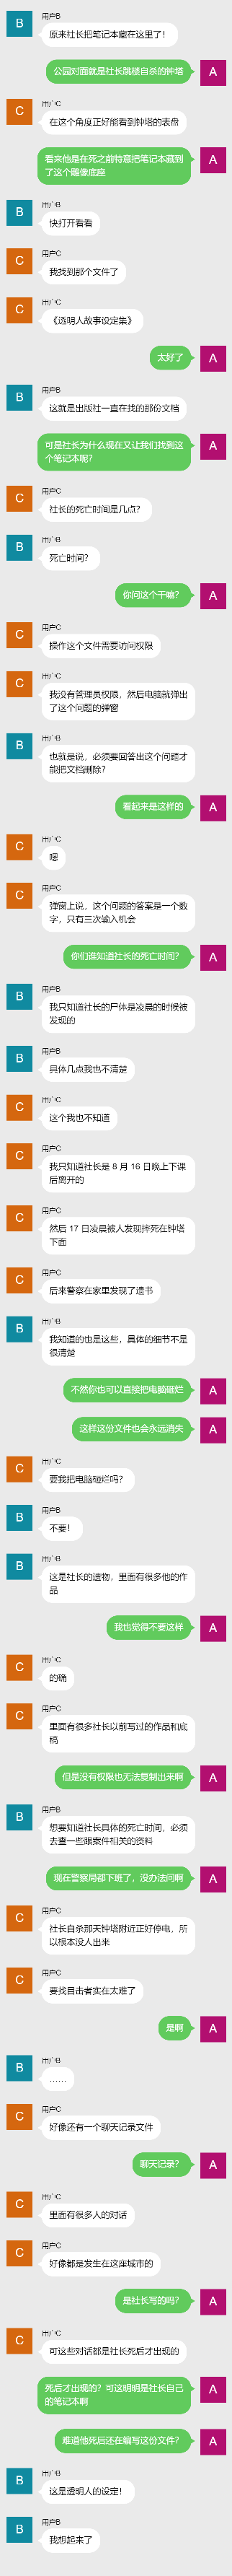 B
用户B
原来社长把笔记本藏在这里了！
公园对面就是社长跳楼自杀的钟塔
A
C
用户C
在这个角度正好能看到钟塔的表盘
看来他是在死之前特意把笔记本藏到
了这个雕像底座
A
B
用户B
快打开看看
C
用户C
我找到那个文件了
C
用户C
《透明人故事设定集》
太好了
A
B
用户B
这就是出版社一直在找的那份文档
可是社长为什么现在又让我们找到这
个笔记本呢？
A
C
用户C
社长的死亡时间是几点？
B
用户B
死亡时间？
你问这个干嘛？
A
C
用户C
操作这个文件需要访问权限
C
用户C
我没有管理员权限，然后电脑就弹出
了这个问题的弹窗
B
用户B
也就是说，必须要回答出这个问题才
能把文档删除？
看起来是这样的
A
C
用户C
嗯
C
用户C
弹窗上说，这个问题的答案是一个数
字，只有三次输入机会
你们谁知道社长的死亡时间？
A
B
用户B
我只知道社长的尸体是凌晨的时候被
发现的
B
用户B
具体几点我也不清楚
C
用户C
这个我也不知道
C
用户C
我只知道社长是 8 月 16 日晚上下课
后离开的
C
用户C
然后 17 日凌晨被人发现摔死在钟塔
下面
C
用户C
后来警察在家里发现了遗书
B
用户B
我知道的也是这些，具体的细节不是
很清楚
不然你也可以直接把电脑砸烂
A
这样这份文件也会永远消失
A
C
用户C
要我把电脑砸烂吗？
B
用户B
不要！
B
用户B
这是社长的遗物，里面有很多他的作
品
我也觉得不要这样
A
C
用户C
的确
C
用户C
里面有很多社长以前写过的作品和底
稿
但是没有权限也无法复制出来啊
A
B
用户B
想要知道社长具体的死亡时间，必须
去查一些跟案件相关的资料
现在警察局都下班了，没办法问啊
A
C
用户C
社长自杀那天钟塔附近正好停电，所
以根本没人出来
C
用户C
要找目击者实在太难了
是啊
A
B
用户B
……
C
用户C
好像还有一个聊天记录文件
聊天记录？
A
C
用户C
里面有很多人的对话
C
用户C
好像都是发生在这座城市的
是社长写的吗？
A
C
用户C
可这些对话都是社长死后才出现的
死后才出现的？可这明明是社长自己
的笔记本啊
A
难道他死后还在编写这份文件？
A
B
用户B
这是透明人的设定！
B
用户B
我想起来了